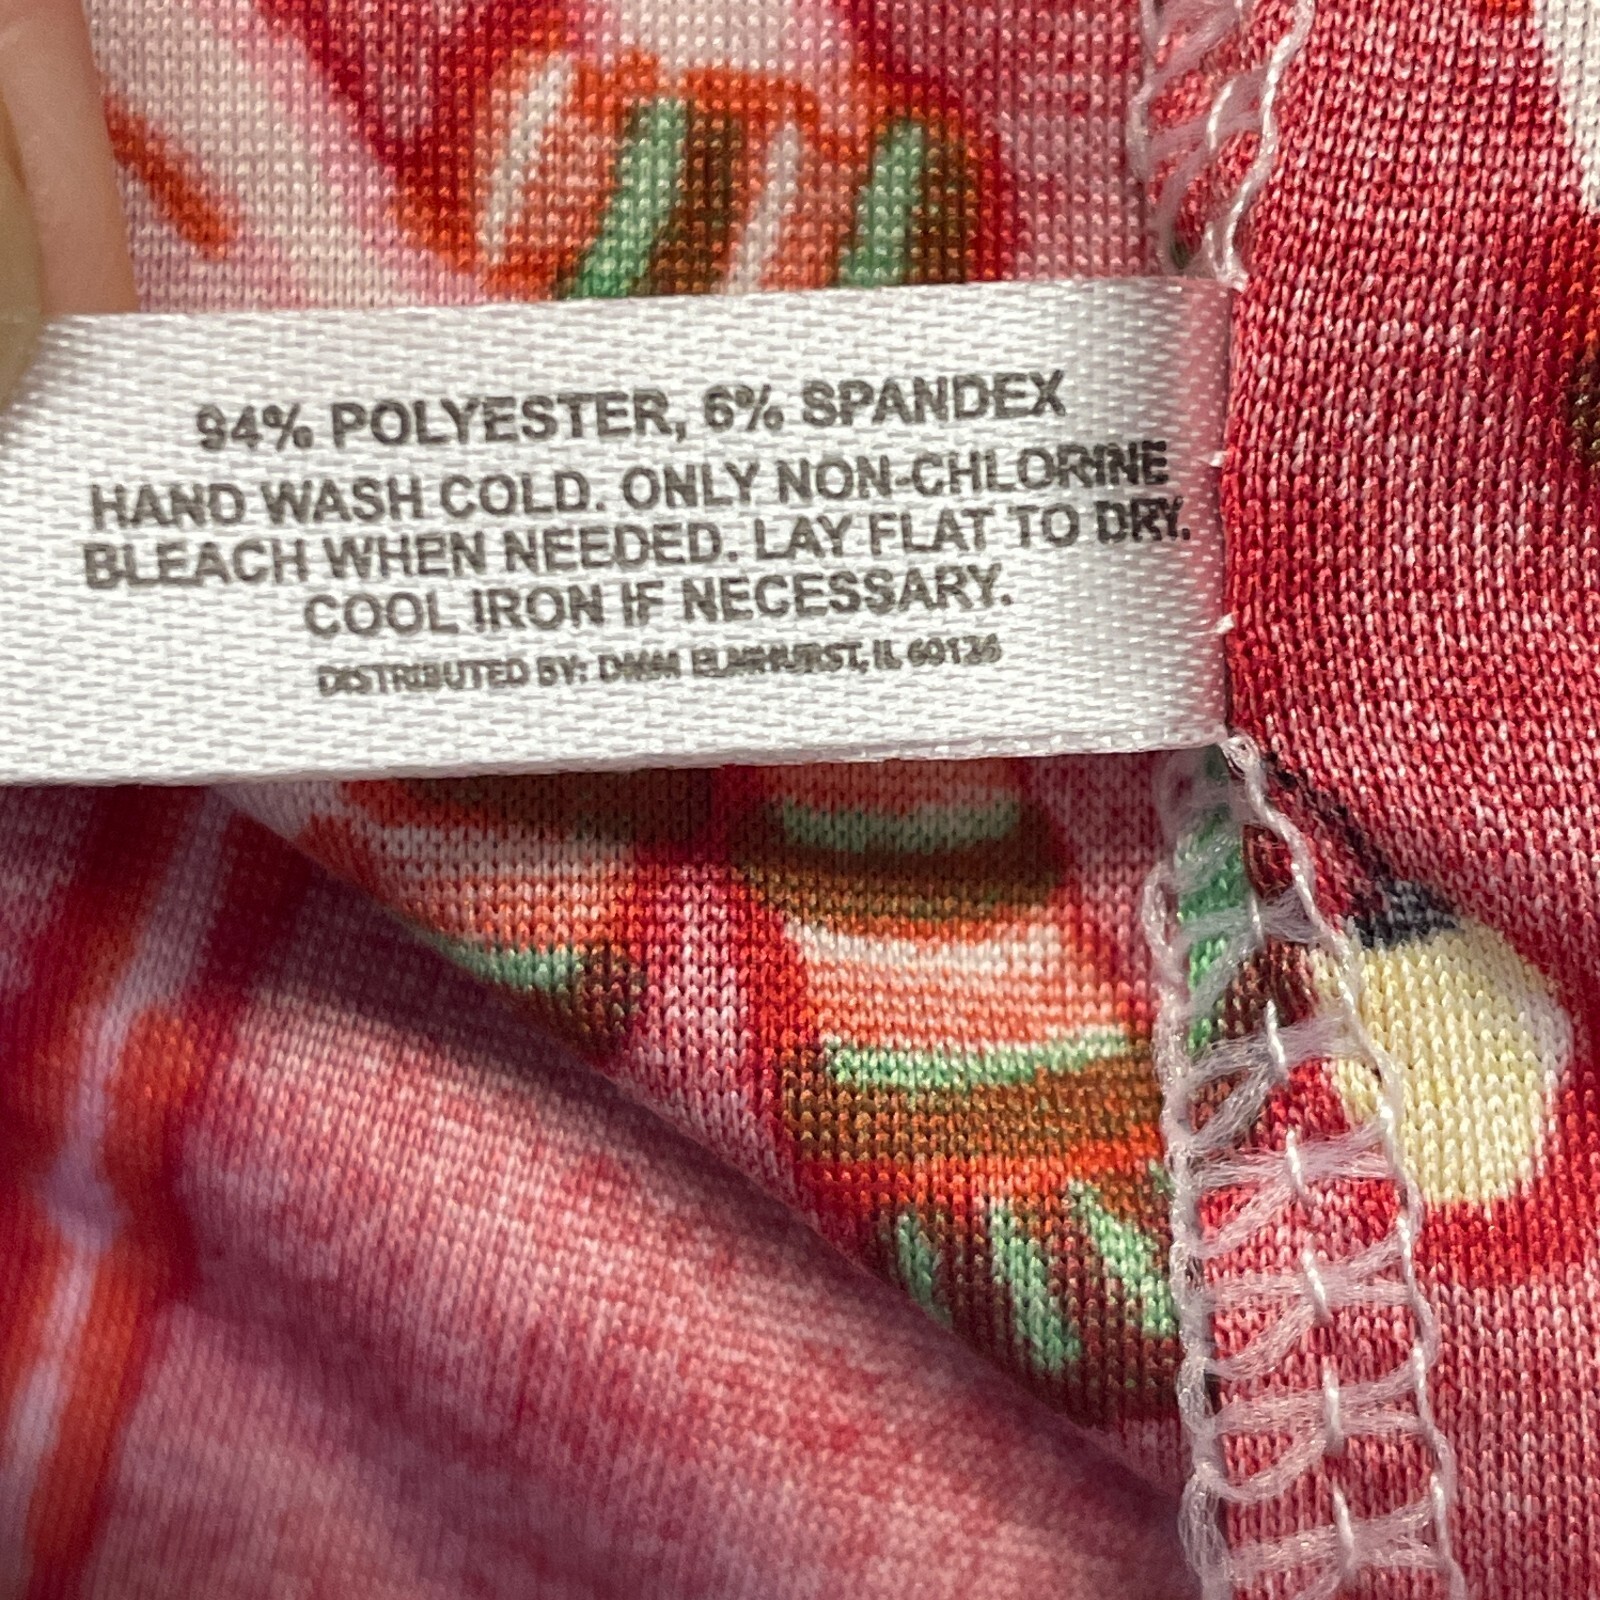 94% POLYESTER, 6% SPANDEX
HAND WASH COLD. ONLY NON-CHLORINE
BLEACH WHEN NEEDED. LAY FLAT TO DRY.
COOL IRON IF NECESSARY.
DISTRIBUTED BY: ELMHURST, IL 60126